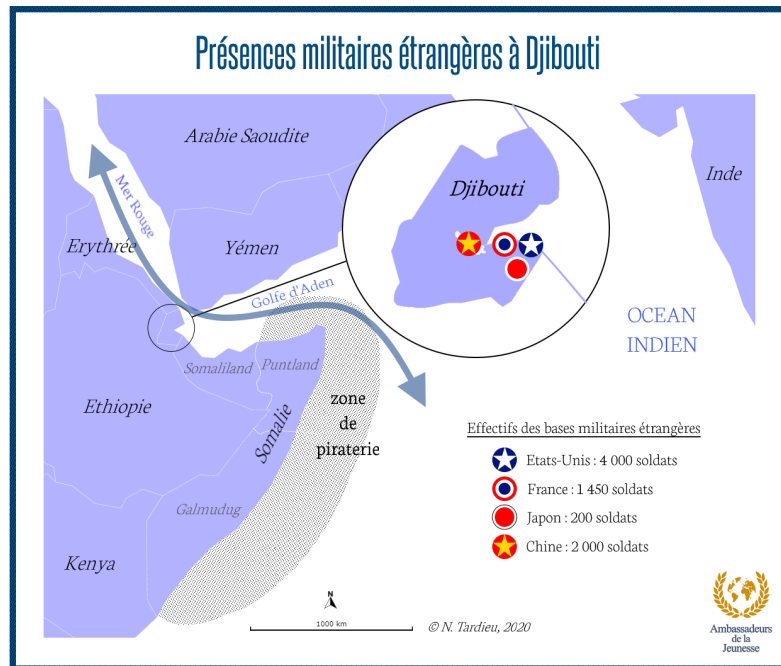 Présences militaires étrangères à Djibouti
Arabie Saoudite
Inde
Mer Rouge
Djibouti
Erythrée
Yémen
Golfe d'Aden
OCEAN
INDIEN
Somaliland
Puntland
Ethiopie
zone
de
piraterie
Somalie
Effectifs des bases militaires étrangères
Etats-Unis : 4 000 soldats
France : 1 450 soldats
Japon : 200 soldats
Chine : 2 000 soldats
Galmudug
Kenya
N
1000 km
© N. Tardieu, 2020
Ambassadeurs
de la
Jeunesse